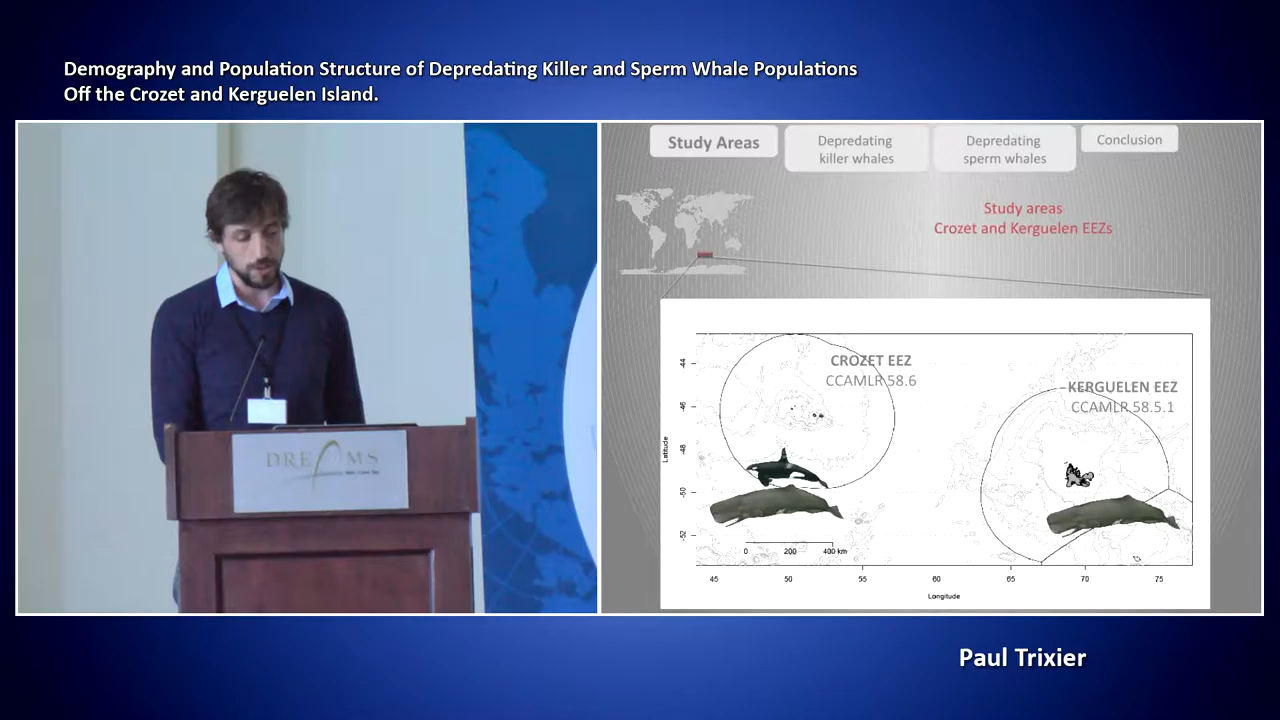 Demography and Population Structure of Depredating Killer and Sperm Whale Populations
Off the Crozet and Kerguelen Island.
DREAMS
Study Areas
Depredating
killer whales
Depredating
sperm whales
Conclusion
Study areas
Crozet and Kerguelen EEZs
CROZET EEZ
CCAMLR 58.6
KERGUELEN EEZ
CCAMLR 58.5.1
Latitude
-44
-46
-48
-50
-52
0 200 400 km
45 50 55 60 65 70 75
Longitude
Paul Trixier